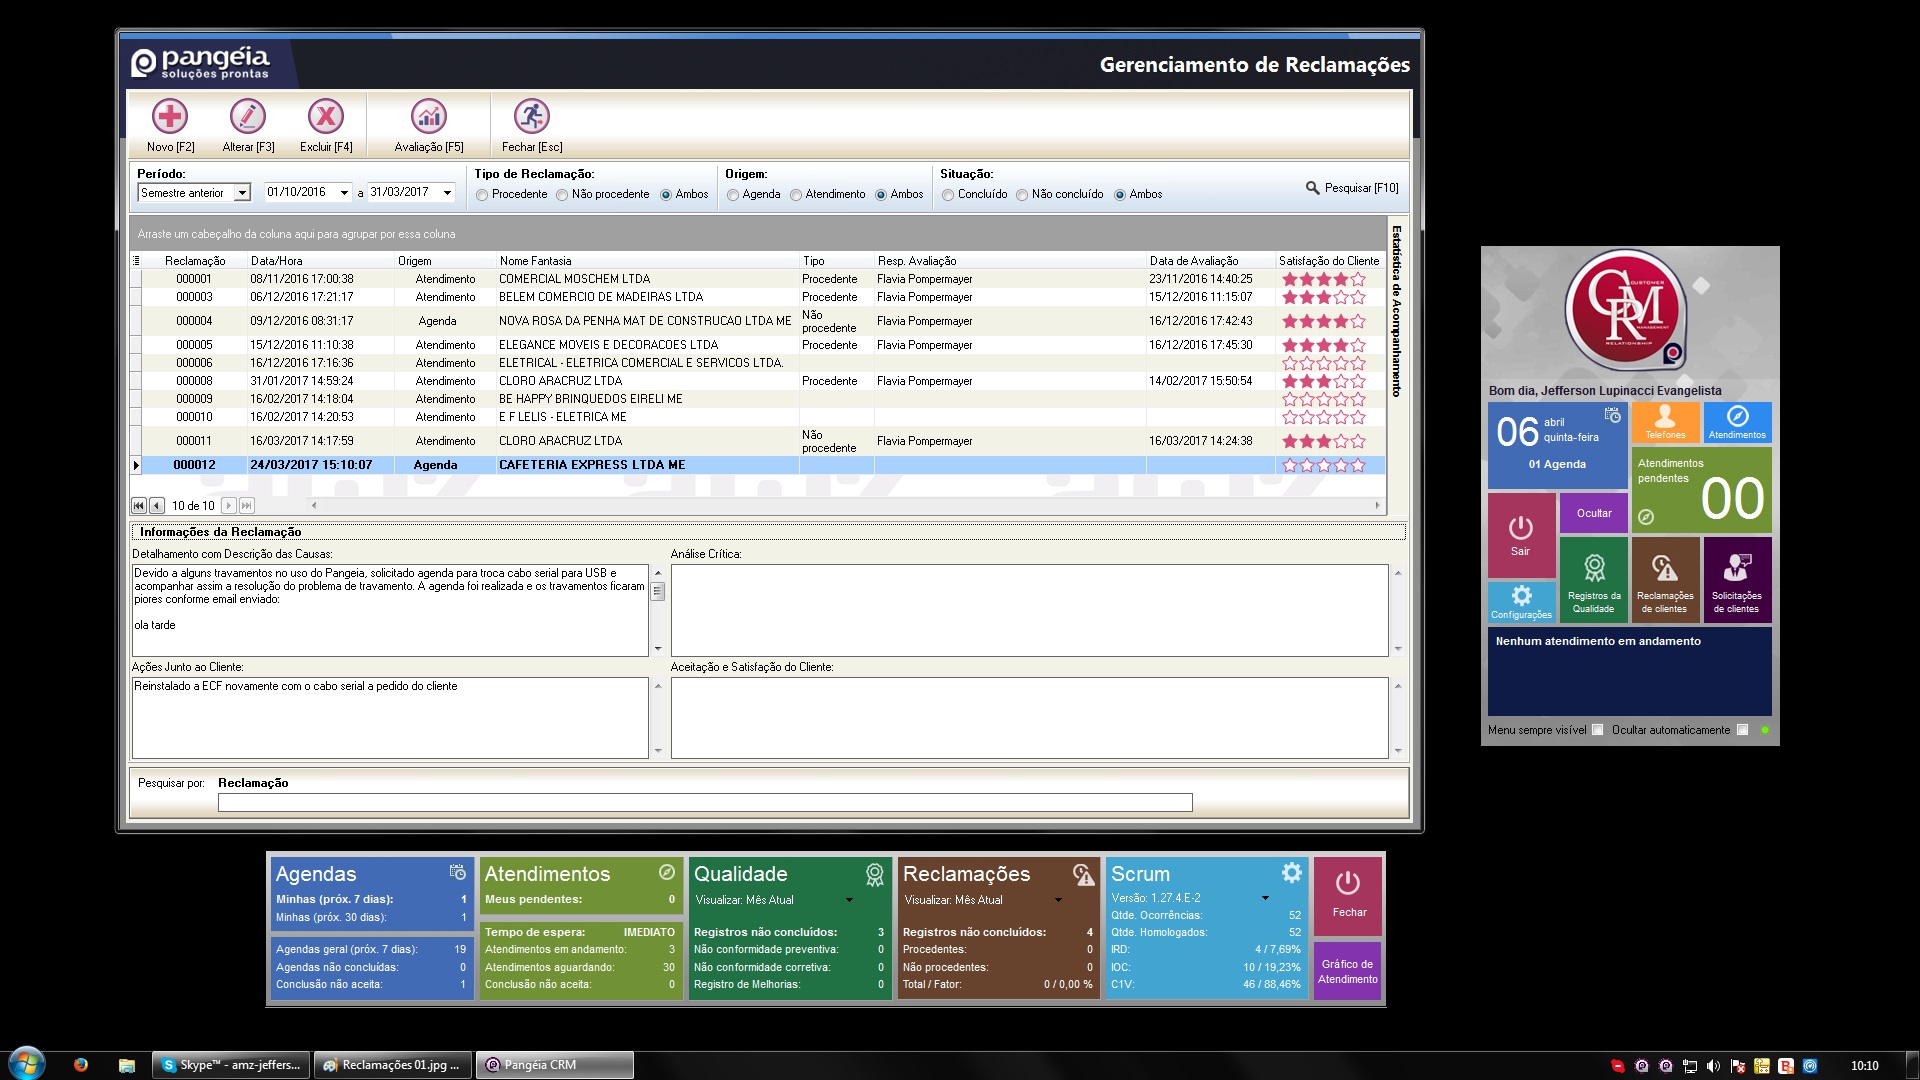 pangéia
soluções prontas
Gerenciamento de Reclamações
Novo [F2] Alterar [F3] Excluir [F4] Avaliação [F5] Fechar [Esc]
Período: Tipo de Reclamação: Origem: Situação:
Semestre anterior 01/10/2016 a 31/03/2017 Procedente Não procedente Ambos Agenda Atendimento Ambos Concluído Não concluído Ambos Pesquisar [F10]
Arraste um cabeçalho da coluna aqui para agrupar por essa coluna
Reclamação Data/Hora Origem Nome Fantasia Tipo Resp. Avaliação Data de Avaliação Satisfação do Cliente
000001 08/11/2016 17:00:38 Atendimento COMERCIAL MOSCHEM LTDA Procedente Flavia Pompermayer 23/11/2016 14:40:25
000003 06/12/2016 17:21:17 Atendimento BELEM COMERCIO DE MADEIRAS LTDA Procedente Flavia Pompermayer 15/12/2016 11:15:07
000004 09/12/2016 08:31:17 Agenda NOVA ROSA DA PENHA MAT DE CONSTRUCAO LTDA ME Não procedente Flavia Pompermayer 16/12/2016 17:42:43
000005 15/12/2016 11:10:38 Atendimento ELEGANCE MOVEIS E DECORACOES LTDA Procedente Flavia Pompermayer 16/12/2016 17:45:30
000006 16/12/2016 17:16:36 Atendimento ELETRICAL - ELETRICA COMERCIAL E SERVICOS LTDA.
000008 31/01/2017 14:59:24 Atendimento CLORO ARACRUZ LTDA Procedente Flavia Pompermayer 14/02/2017 15:50:54
000009 16/02/2017 14:18:04 Atendimento BE HAPPY BRINQUEDOS EIRELI ME
000010 16/02/2017 14:20:53 Atendimento E F LELIS - ELETRICA ME
000011 16/03/2017 14:17:59 Atendimento CLORO ARACRUZ LTDA Não procedente Flavia Pompermayer 16/03/2017 14:24:38
000012 24/03/2017 15:10:07 Agenda CAFETERIA EXPRESS LTDA ME
Estatística de Acompanhamento
10 de 10
Informações da Reclamação
Detalhamento com Descrição das Causas: Análise Crítica:
Devido a alguns travamentos no uso do Pangeia, solicitado agenda para troca cabo serial para USB e
acompanhar assim a resolução do problema de travamento. A agenda foi realizada e os travamentos ficaram
piores conforme email enviado:
ola tarde
Ações Junto ao Cliente: Aceitação e Satisfação do Cliente:
Reinstalado a ECF novamente com o cabo serial a pedido do cliente
Pesquisar por: Reclamação
CRM
CUSTOMER
MANAGEMENT
RELATIONSHIP
Bom dia, Jefferson Lupinacci Evangelista
06 abril
quinta-feira
01 Agenda
Telefones
Atendimentos
Atendimentos
pendentes
00
Sair
Ocultar
Configurações
Registros da
Qualidade
Reclamações
de clientes
Solicitações
de clientes
Nenhum atendimento em andamento
Menu sempre visível Ocultar automaticamente
Agendas
Minhas (próx. 7 dias): 1
Minhas (próx. 30 dias): 1
Agendas geral (próx. 7 dias): 19
Agendas não concluídas: 0
Conclusão não aceita: 1
Atendimentos
Meus pendentes: 0
Tempo de espera: IMEDIATO
Atendimentos em andamento: 3
Atendimentos aguardando: 30
Conclusão não aceita: 0
Qualidade
Visualizar: Mês Atual
Registros não concluídos: 3
Não conformidade preventiva: 0
Não conformidade corretiva: 0
Registro de Melhorias: 0
Reclamações
Visualizar: Mês Atual
Registros não concluídos: 4
Procedentes: 0
Não procedentes: 0
Total / Fator: 0 / 0,00 %
Scrum
Versão: 1.27.4.E-2
Qtde. Ocorrências: 52
Qtde. Homologados: 52
IRD: 4 / 7,69%
IOC: 10 / 19,23%
C1V: 46 / 88,46%
Fechar
Gráfico de
Atendimento
Skype™ - amz-jeffers... Reclamações 01.jpg ... Pangéia CRM 10:10